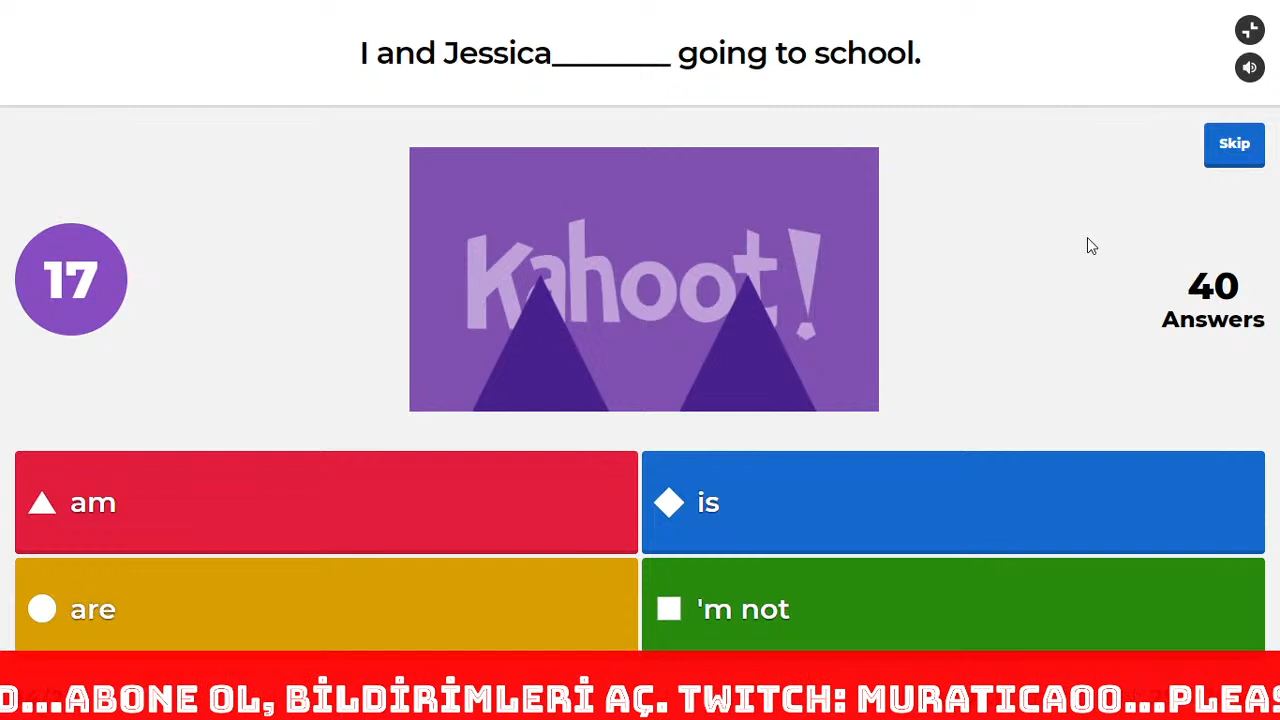 I and Jessica________ going to school.
Skip
Kahoot!
17
40
Answers
am
is
are
'm not
...ABONE OL, BİLDİRİMLERİ AÇ. TWITCH: MURATICAOO...PLEAS